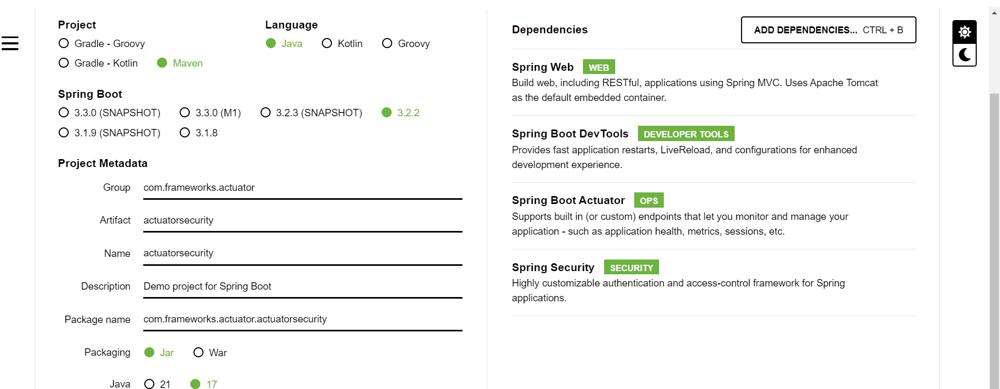 Project
Gradle - Groovy
Gradle - Kotlin Maven
Language
Java Kotlin Groovy
Spring Boot
3.3.0 (SNAPSHOT) 3.3.0 (M1) 3.2.3 (SNAPSHOT) 3.2.2
3.1.9 (SNAPSHOT) 3.1.8
Project Metadata
Group com.frameworks.actuator
Artifact actuatorsecurity
Name actuatorsecurity
Description Demo project for Spring Boot
Package name com.frameworks.actuator.actuatorsecurity
Packaging Jar War
Java 21 17
Dependencies ADD DEPENDENCIES... CTRL + B
Spring Web WEB
Build web, including RESTful, applications using Spring MVC. Uses Apache Tomcat
as the default embedded container.
Spring Boot DevTools DEVELOPER TOOLS
Provides fast application restarts, LiveReload, and configurations for enhanced
development experience.
Spring Boot Actuator OPS
Supports built in (or custom) endpoints that let you monitor and manage your
application - such as application health, metrics, sessions, etc.
Spring Security SECURITY
Highly customizable authentication and access-control framework for Spring
applications.